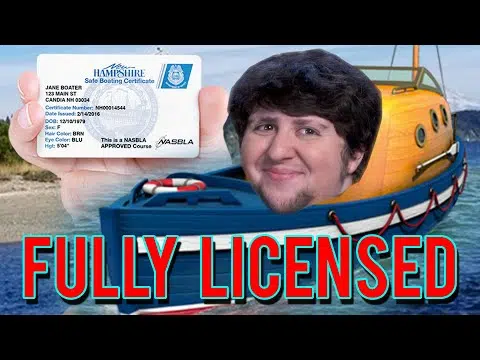 New
HAMPSHIRE
Safe Boating Certificate
JANE BOATER
123 MAIN ST
CANDIA NH 03034
Certificate Number: NH00014544
Date Issued: 2/14/2016
DOB: 12/10/1979
Sex: F
Hair Color: BRN
Eye Color: BLU
Hgt: 5'04"
This is a NASBLA
APPROVED Course
NASBLA
FULLY LICENSED